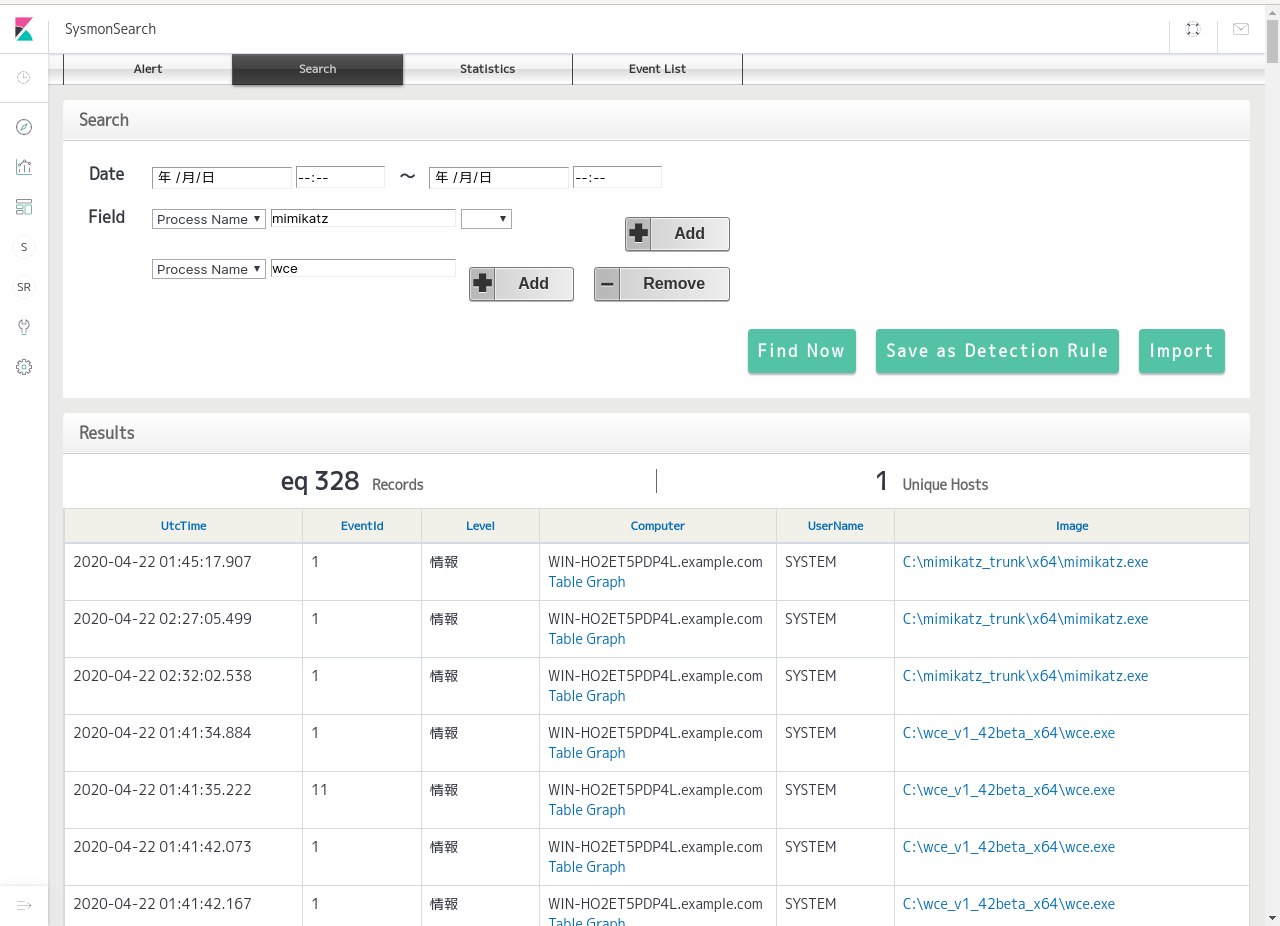 SysmonSearch
Alert Search Statistics Event List
Search
Date 年 /月/日 --:-- ～ 年 /月/日 --:--
Field Process Name mimikatz
Add
Process Name wce Add Remove
S
SR
Find Now Save as Detection Rule Import
Results
eq 328 Records 1 Unique Hosts
UtcTime EventId Level Computer UserName Image
2020-04-22 01:45:17.907 1 情報 WIN-HO2ET5PDP4L.example.com SYSTEM C:\mimikatz_trunk\x64\mimikatz.exe
Table Graph
2020-04-22 02:27:05.499 1 情報 WIN-HO2ET5PDP4L.example.com SYSTEM C:\mimikatz_trunk\x64\mimikatz.exe
Table Graph
2020-04-22 02:32:02.538 1 情報 WIN-HO2ET5PDP4L.example.com SYSTEM C:\mimikatz_trunk\x64\mimikatz.exe
Table Graph
2020-04-22 01:41:34.884 1 情報 WIN-HO2ET5PDP4L.example.com SYSTEM C:\wce_v1_42beta_x64\wce.exe
Table Graph
2020-04-22 01:41:35.222 11 情報 WIN-HO2ET5PDP4L.example.com SYSTEM C:\wce_v1_42beta_x64\wce.exe
Table Graph
2020-04-22 01:41:42.073 1 情報 WIN-HO2ET5PDP4L.example.com SYSTEM C:\wce_v1_42beta_x64\wce.exe
Table Graph
2020-04-22 01:41:42.167 1 情報 WIN-HO2ET5PDP4L.example.com SYSTEM C:\wce_v1_42beta_x64\wce.exe
Table Graph